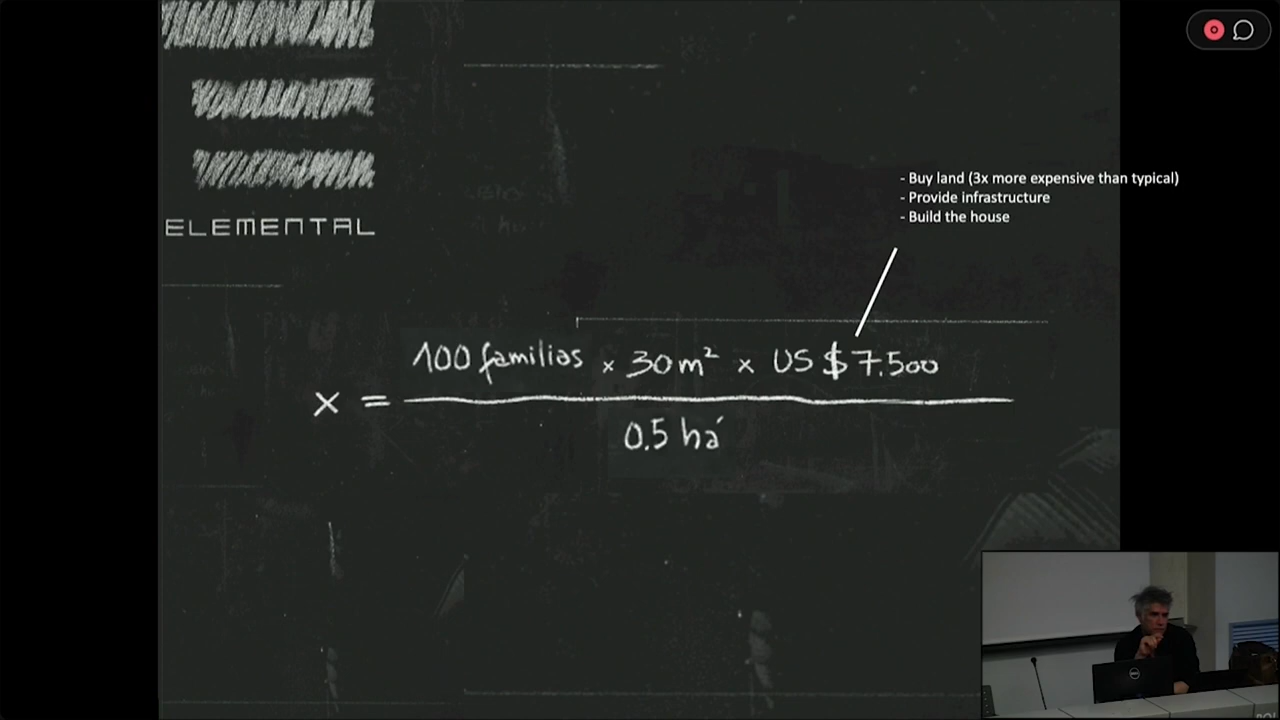 ELEMENTAL
- Buy land (3x more expensive than typical)
- Provide infrastructure
- Build the house
x = 100 familias x 30 m² x US $7.500
0.5 há